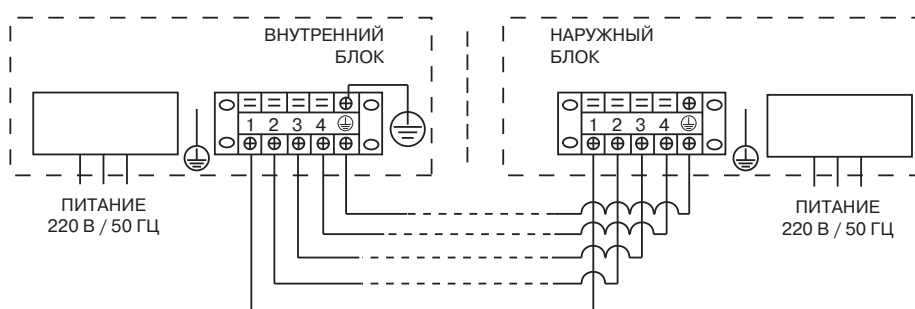 ВНУТРЕННИЙ
БЛОК
НАРУЖНЫЙ
БЛОК
1 2 3 4
1 2 3 4
ПИТАНИЕ
220 В / 50 ГЦ
ПИТАНИЕ
220 В / 50 ГЦ